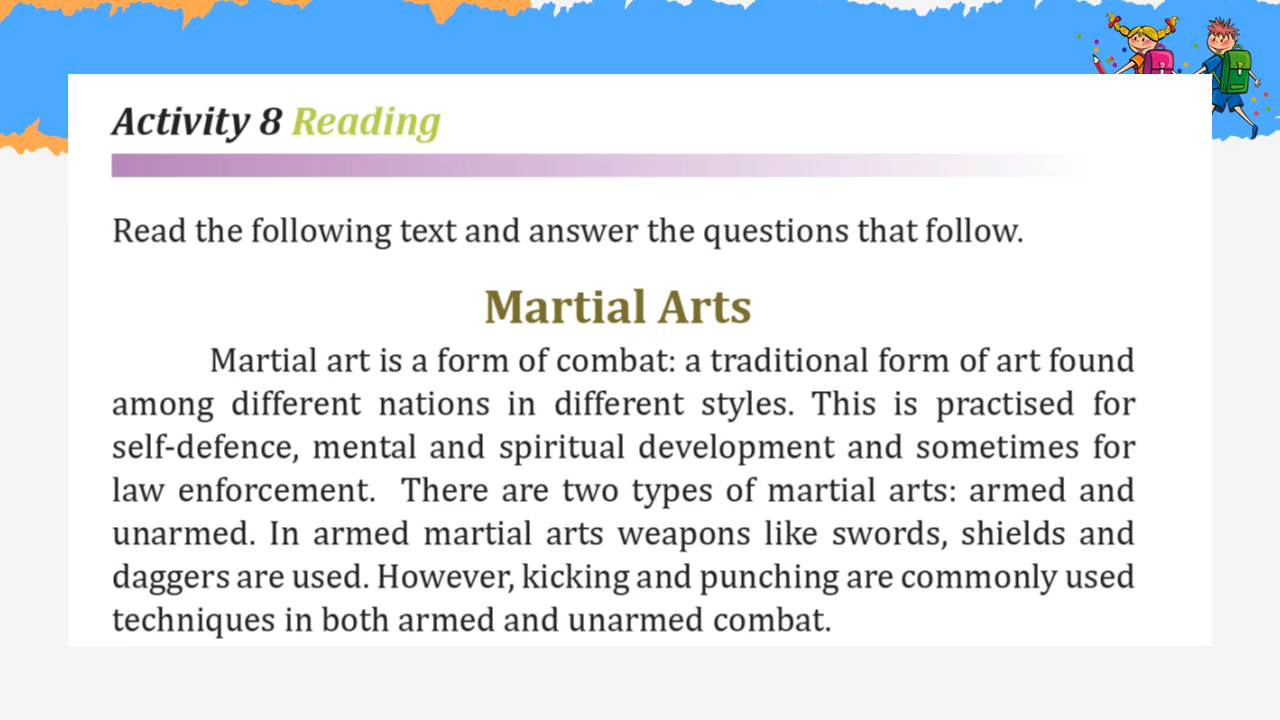 Activity 8 Reading
Read the following text and answer the questions that follow.
Martial Arts
Martial art is a form of combat: a traditional form of art found
among different nations in different styles. This is practised for
self-defence, mental and spiritual development and sometimes for
law enforcement. There are two types of martial arts: armed and
unarmed. In armed martial arts weapons like swords, shields and
daggers are used. However, kicking and punching are commonly used
techniques in both armed and unarmed combat.